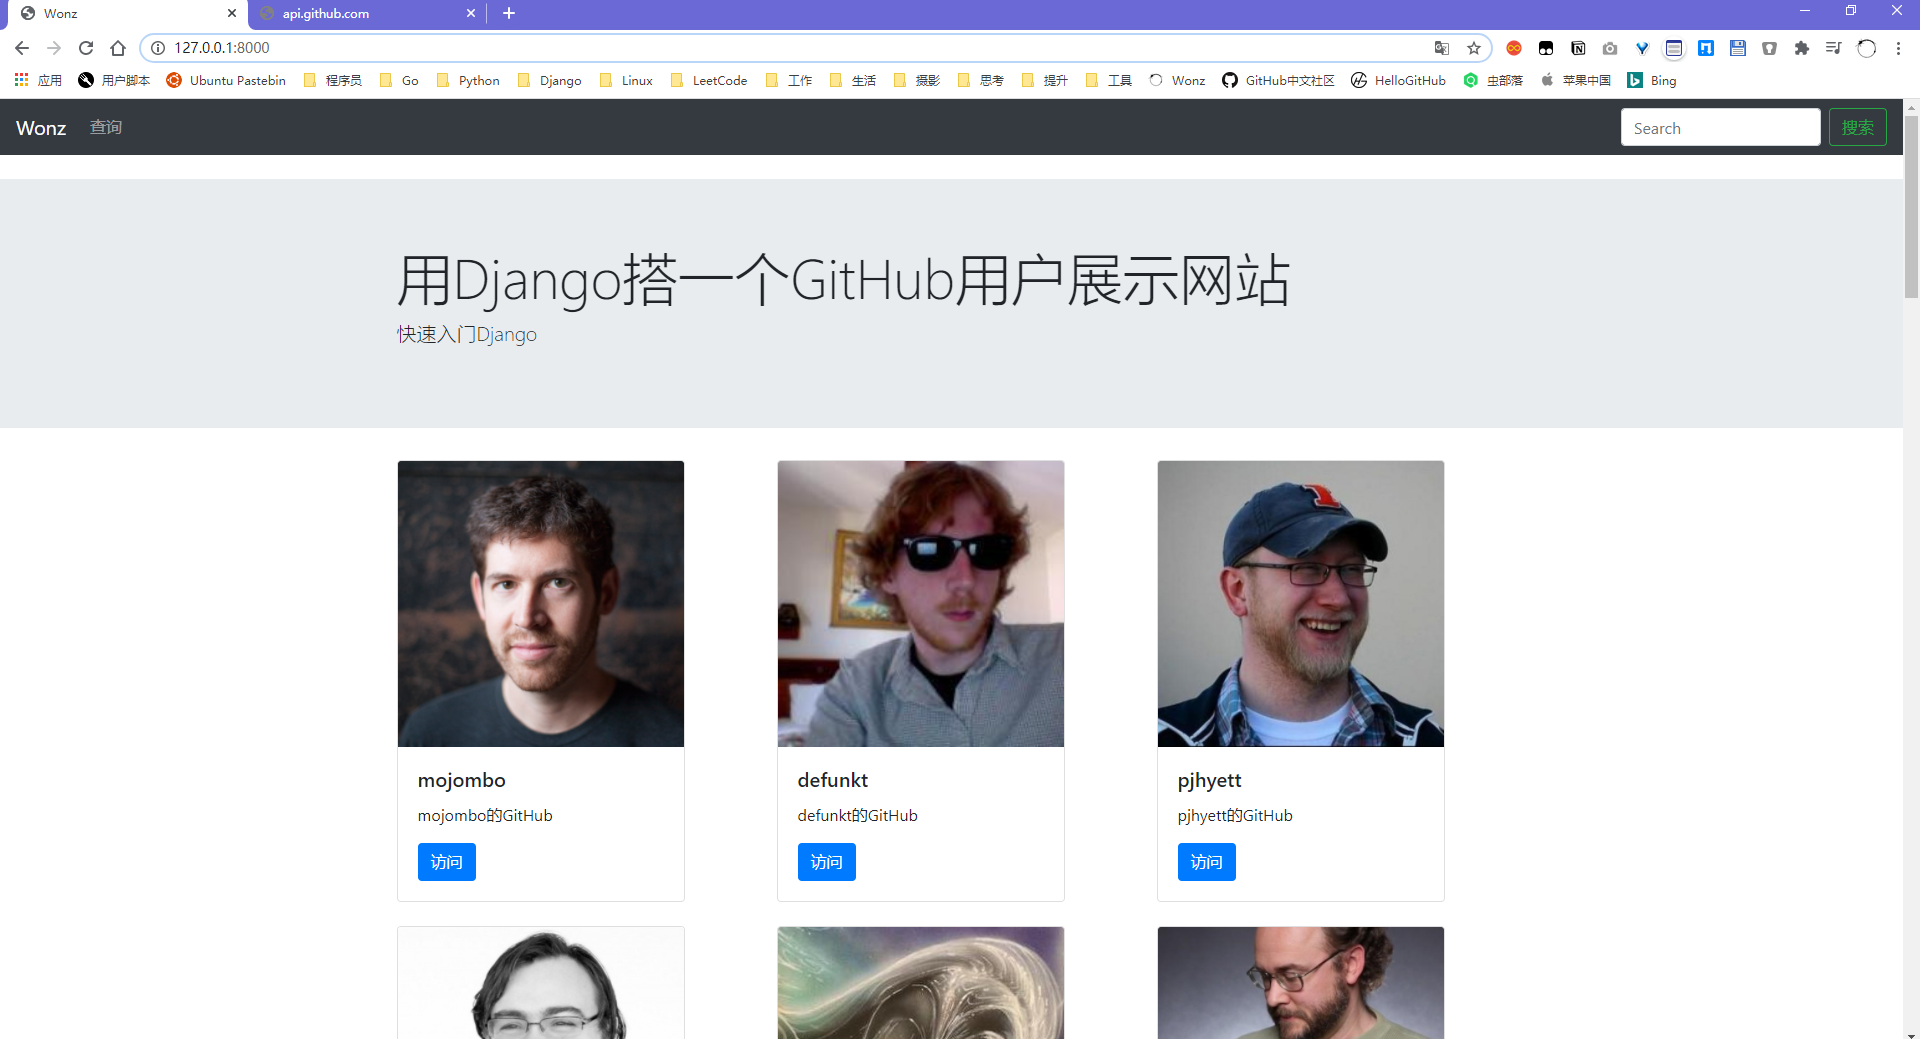 Wonz
api.github.com
127.0.0.1:8000
应用
用户脚本
Ubuntu Pastebin
程序员
Go
Python
Django
Linux
LeetCode
工作
生活
摄影
思考
提升
工具
Wonz
GitHub中文社区
HelloGitHub
虫部落
苹果中国
Bing
Wonz
查询
Search
搜索
用Django搭一个GitHub用户展示网站
快速入门Django
mojombo
mojombo的GitHub
访问
defunkt
defunkt的GitHub
访问
pjhyett
pjhyett的GitHub
访问